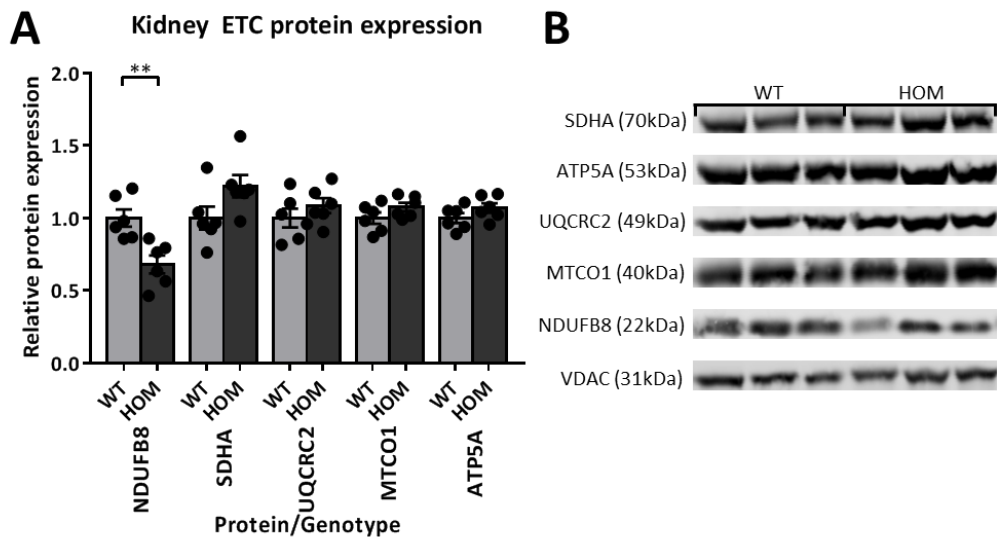 A
Kidney ETC protein expression
Relative protein expression
2.0
1.5
1.0
0.5
0.0
**
WT HOM WT HOM WT HOM WT HOM WT HOM
NDUFB8 SDHA UQCRC2 MTCO1 ATP5A
Protein/Genotype
B
WT HOM
SDHA (70kDa)
ATP5A (53kDa)
UQCRC2 (49kDa)
MTCO1 (40kDa)
NDUFB8 (22kDa)
VDAC (31kDa)